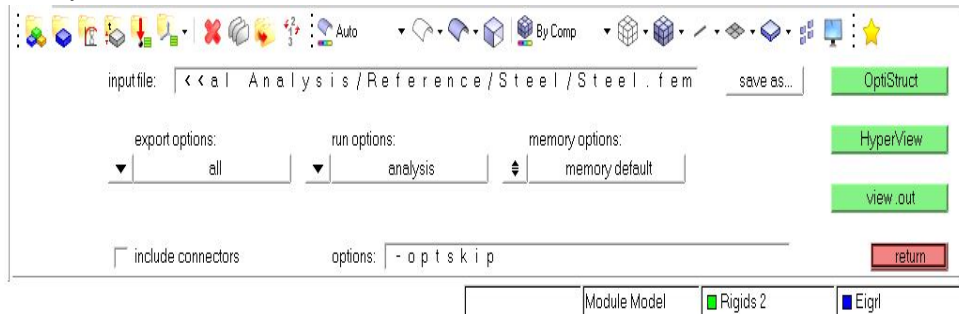 Auto By Comp
input file: <<al Analysis/Reference/Steel/Steel.fem save as... OptiStruct
export options: run options: memory options: HyperView
all analysis memory default
view .out
include connectors options: -optskip return
Module Model Rigids 2 Eigrl